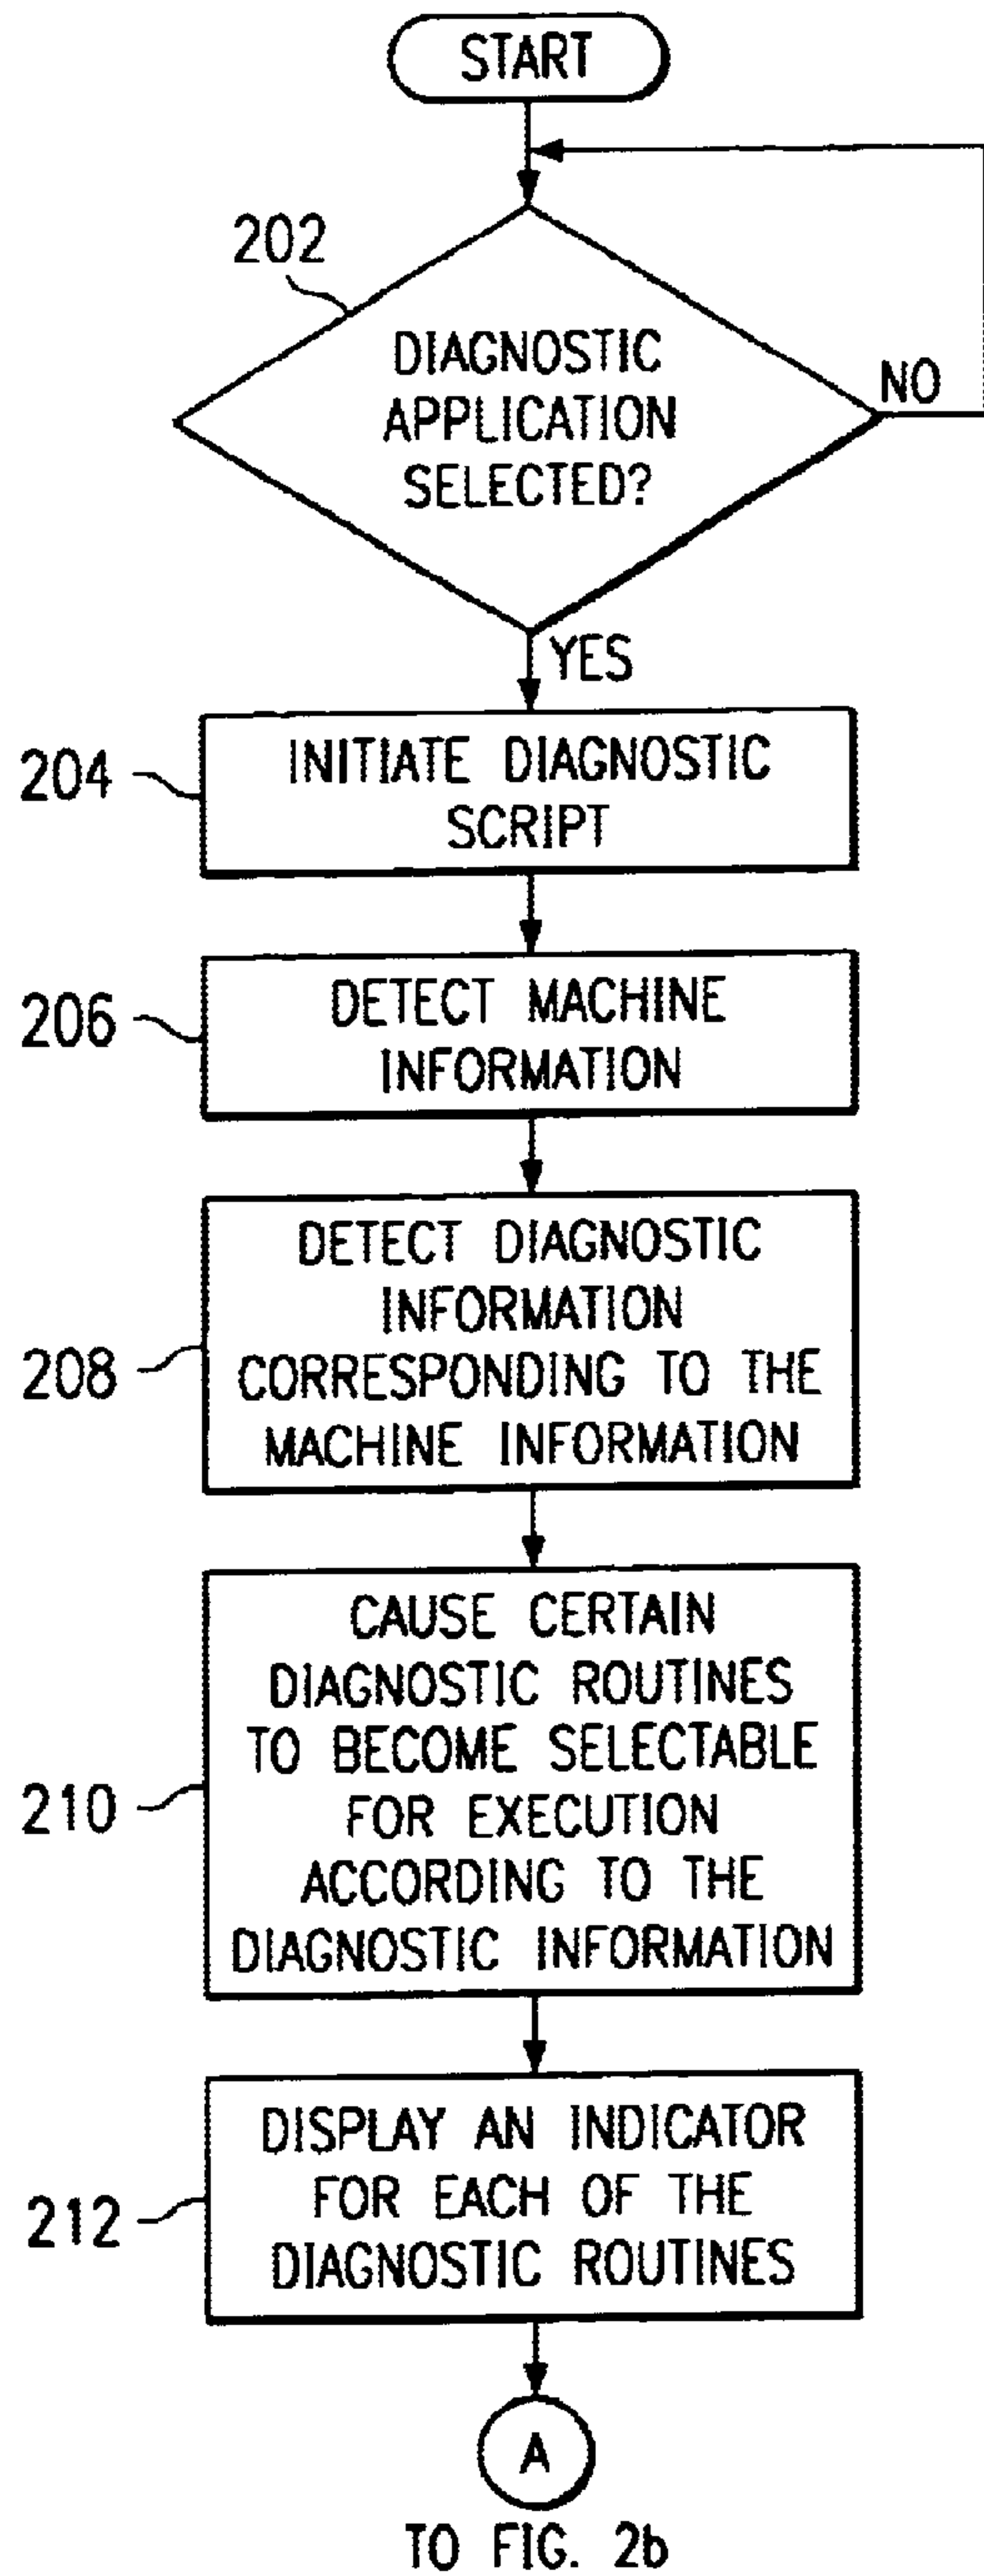 START
202
DIAGNOSTIC
APPLICATION
SELECTED?
NO
YES
204
INITIATE DIAGNOSTIC
SCRIPT
206
DETECT MACHINE
INFORMATION
208
DETECT DIAGNOSTIC
INFORMATION
CORRESPONDING TO THE
MACHINE INFORMATION
210
CAUSE CERTAIN
DIAGNOSTIC ROUTINES
TO BECOME SELECTABLE
FOR EXECUTION
ACCORDING TO THE
DIAGNOSTIC INFORMATION
212
DISPLAY AN INDICATOR
FOR EACH OF THE
DIAGNOSTIC ROUTINES
A
TO FIG. 2b